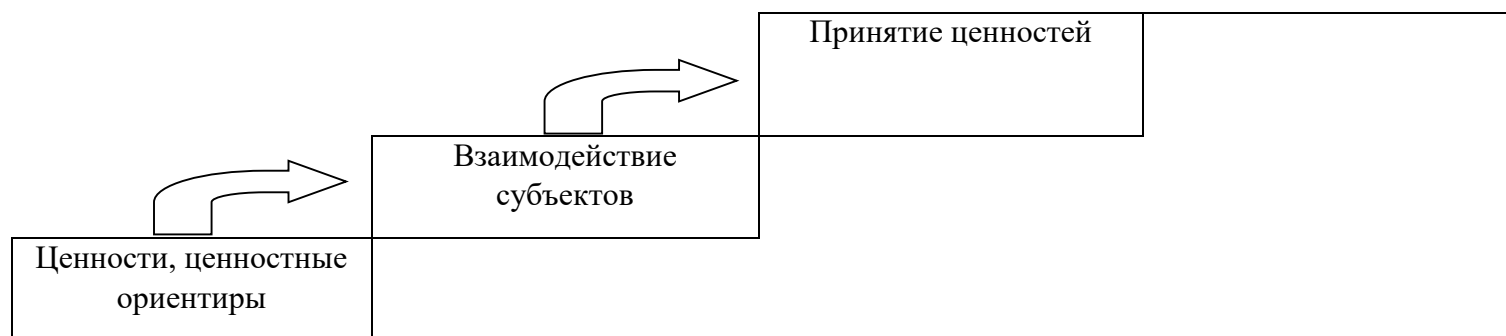 Принятие ценностей
Взаимодействие
субъектов
Ценности, ценностные
ориентиры